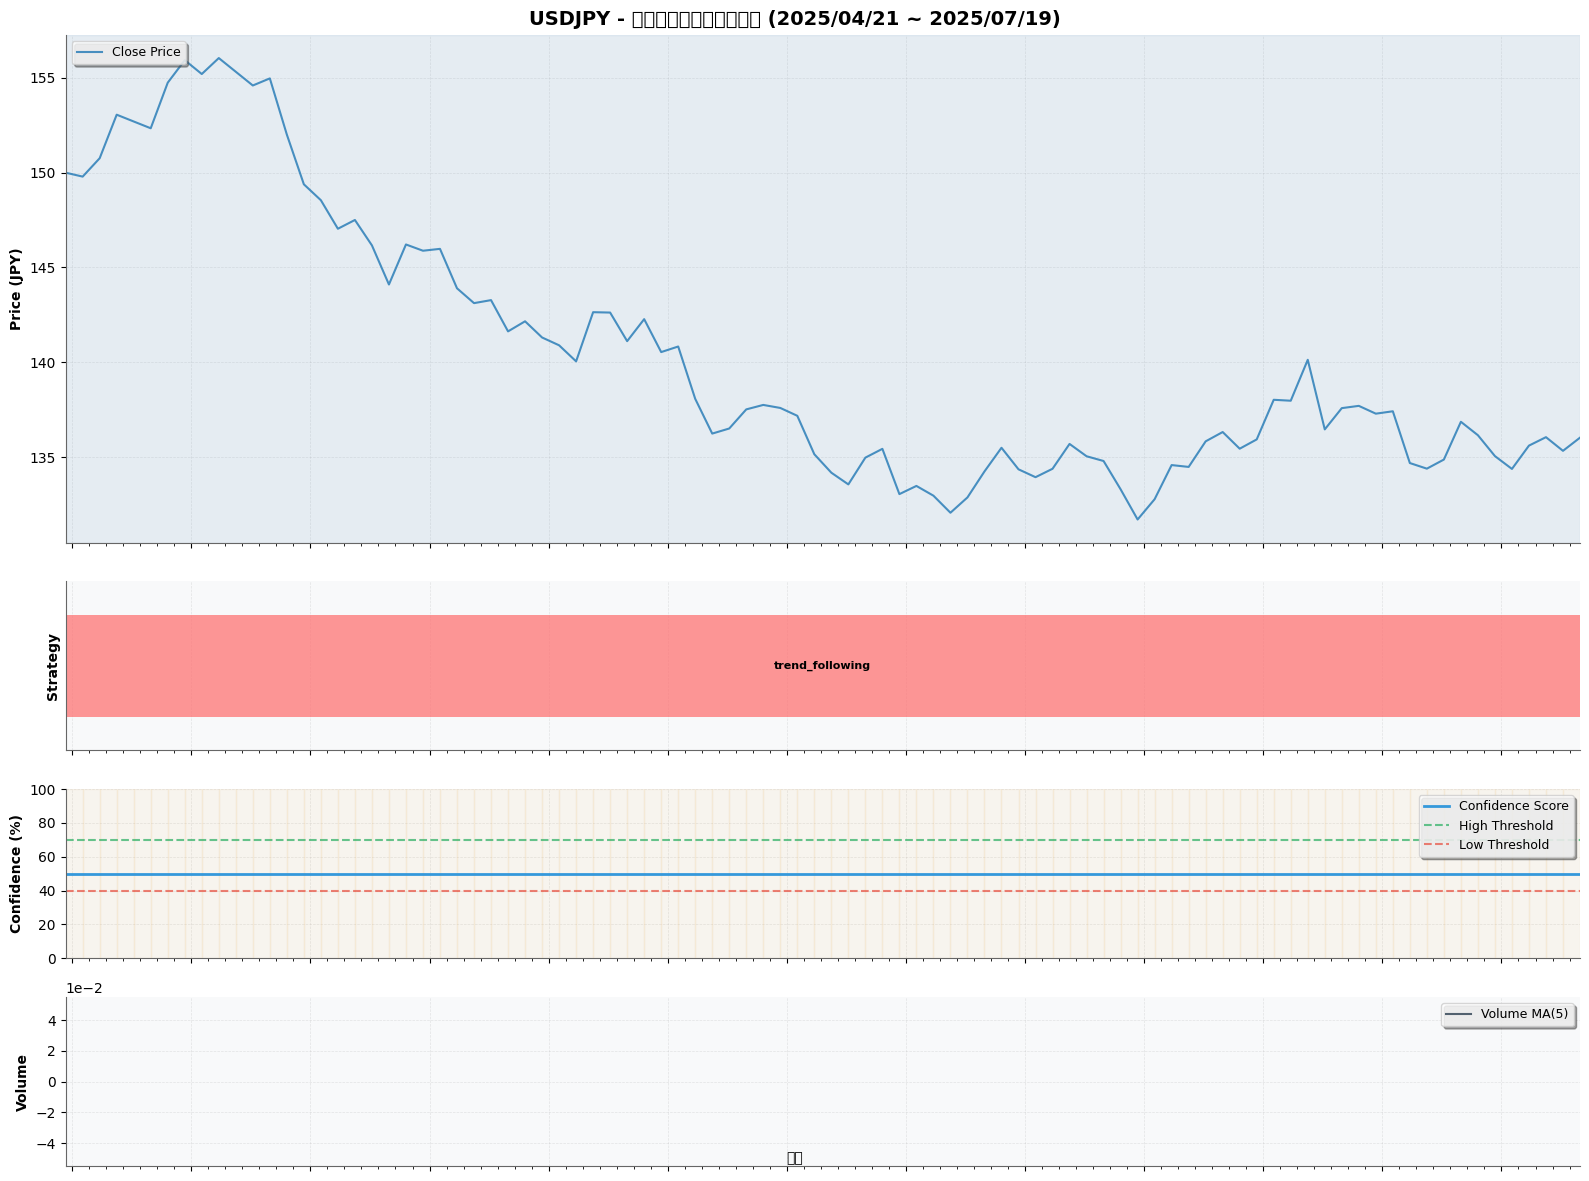 USDJPY - (2025/04/21 ~ 2025/07/19)
Close Price
155
150
145
140
135
Price (JPY)
Strategy
trend_following
100
80
60
40
20
0
Confidence (%)
Confidence Score
High Threshold
Low Threshold
1e−2
4
2
0
−2
−4
Volume
Volume MA(5)